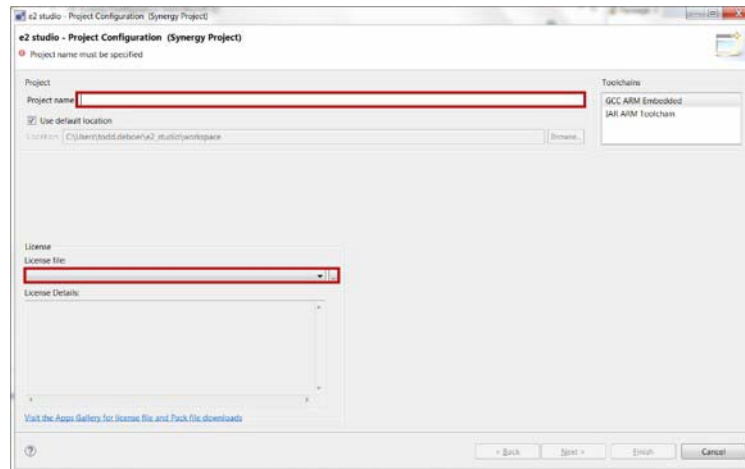 e2 studio - Project Configuration (Synergy Project)
e2 studio - Project Configuration (Synergy Project)
Project name must be specified
Project
Project name
Use default location
Location: C:\Users\todd.deboer\e2_studio\workspace Browse...
Toolchains
GCC ARM Embedded
IAR ARM Toolchain
License
License file:
License Details:
Visit the Apps Gallery for license file and Pack file downloads
< Back Next > Finish Cancel